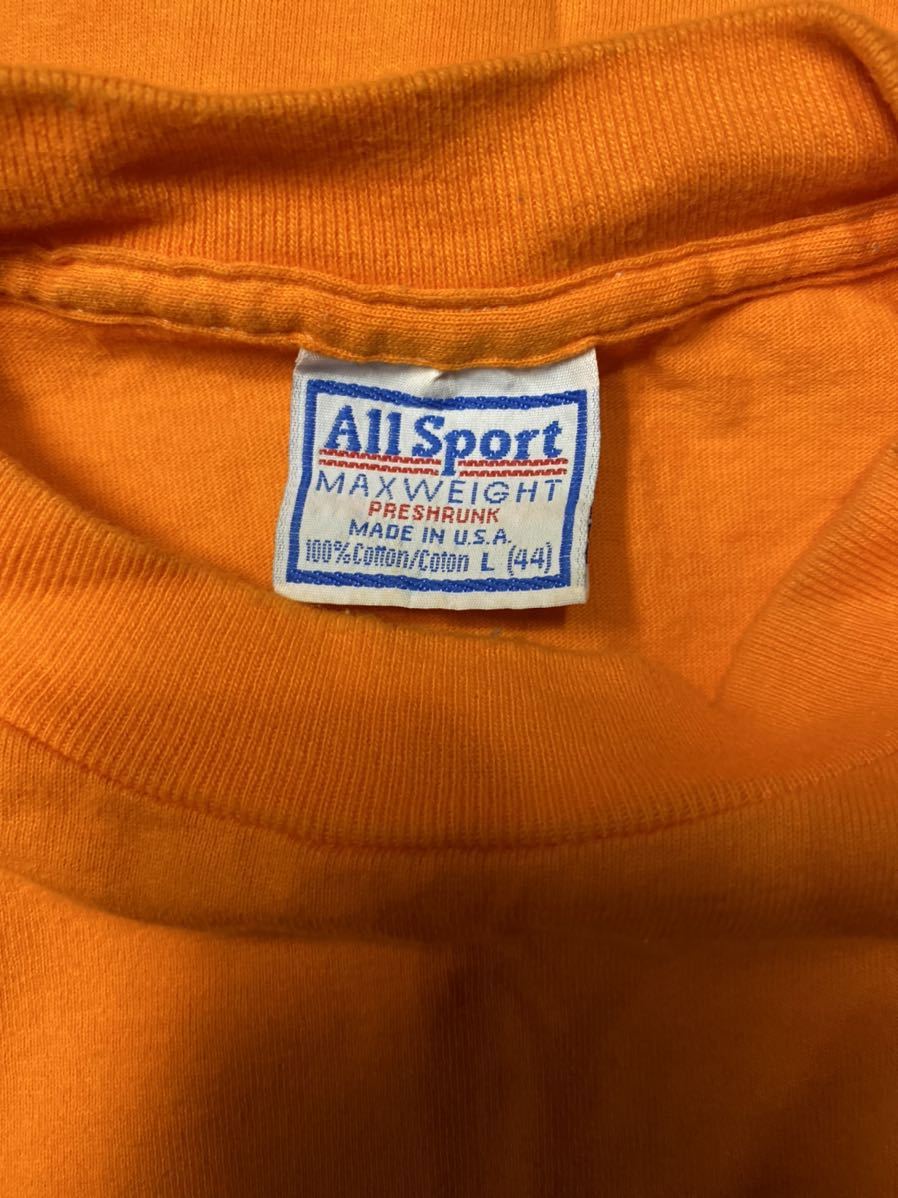 All Sport
MAXWEIGHT
PRESHRUNK
MADE IN U.S.A.
100% Cotton/Coton L (44)